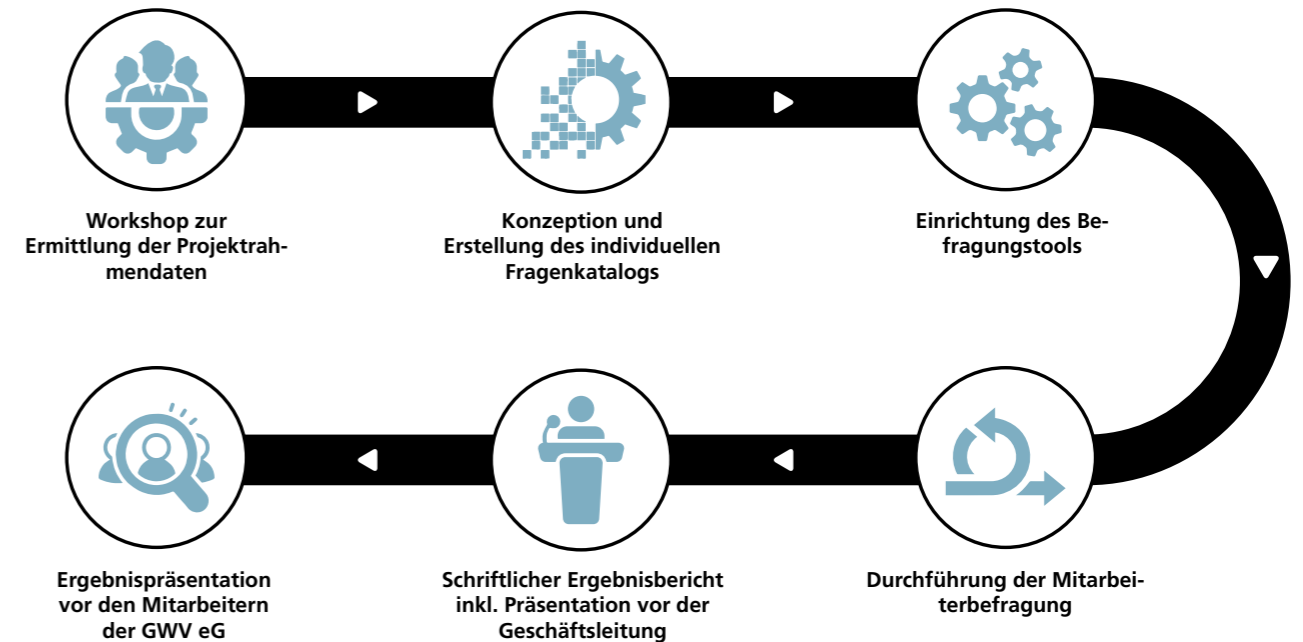 Workshop zur
Ermittlung der Projektrah-
mendaten
Konzeption und
Erstellung des individuellen
Fragenkatalogs
Einrichtung des Be-
fragungstools
Durchführung der Mitarbei-
terbefragung
Schriftlicher Ergebnisbericht
inkl. Präsentation vor der
Geschäftsleitung
Ergebnispräsentation
vor den Mitarbeitern
der GWV eG